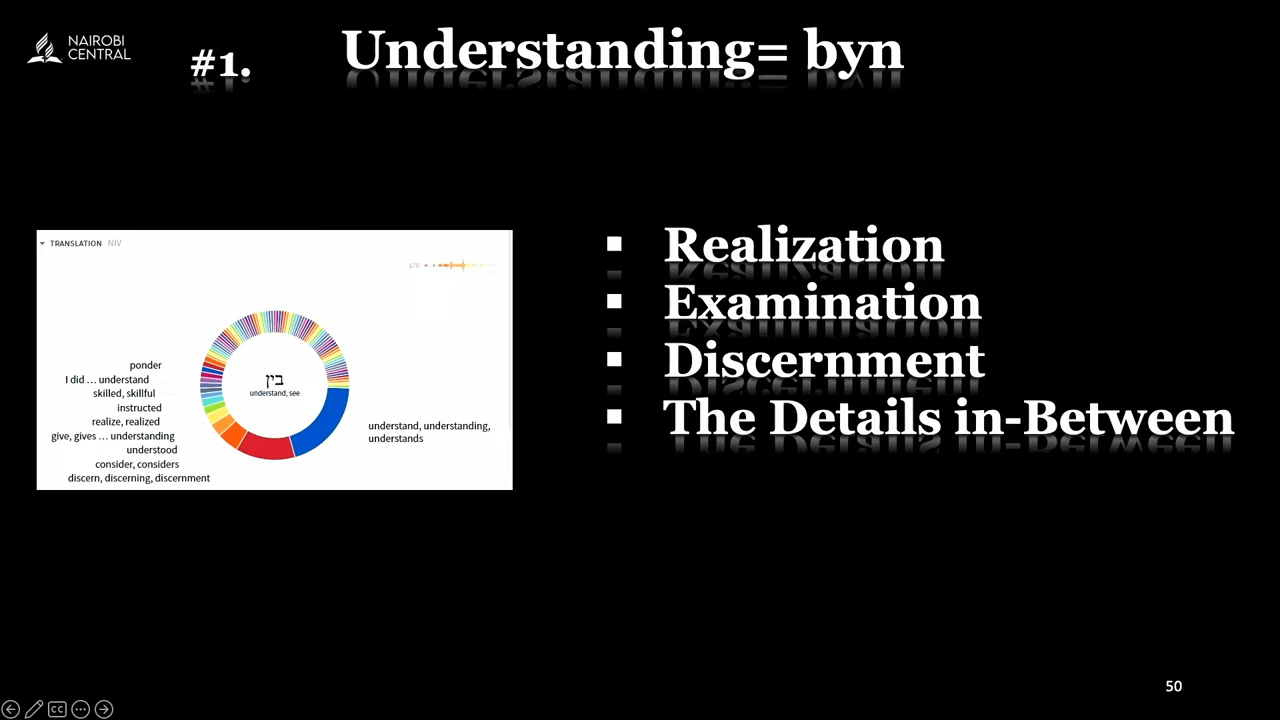 NAIROBI
CENTRAL
#1.
Understanding= byn
TRANSLATION NIV
170
ponder
I did ... understand
skilled, skillful
instructed
realize, realized
give, gives ... understanding
understood
consider, considers
discern, discerning, discernment
בין
understand, see
understand, understanding,
understands
▪ Realization
▪ Examination
▪ Discernment
▪ The Details in-Between
50
CC